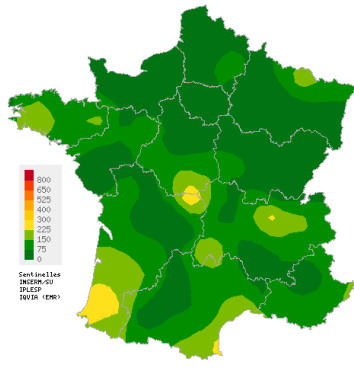 800
650
525
400
300
225
150
75
0
Sentinelles
INSERM/SU
IPLESP
IQVIA (EMR)